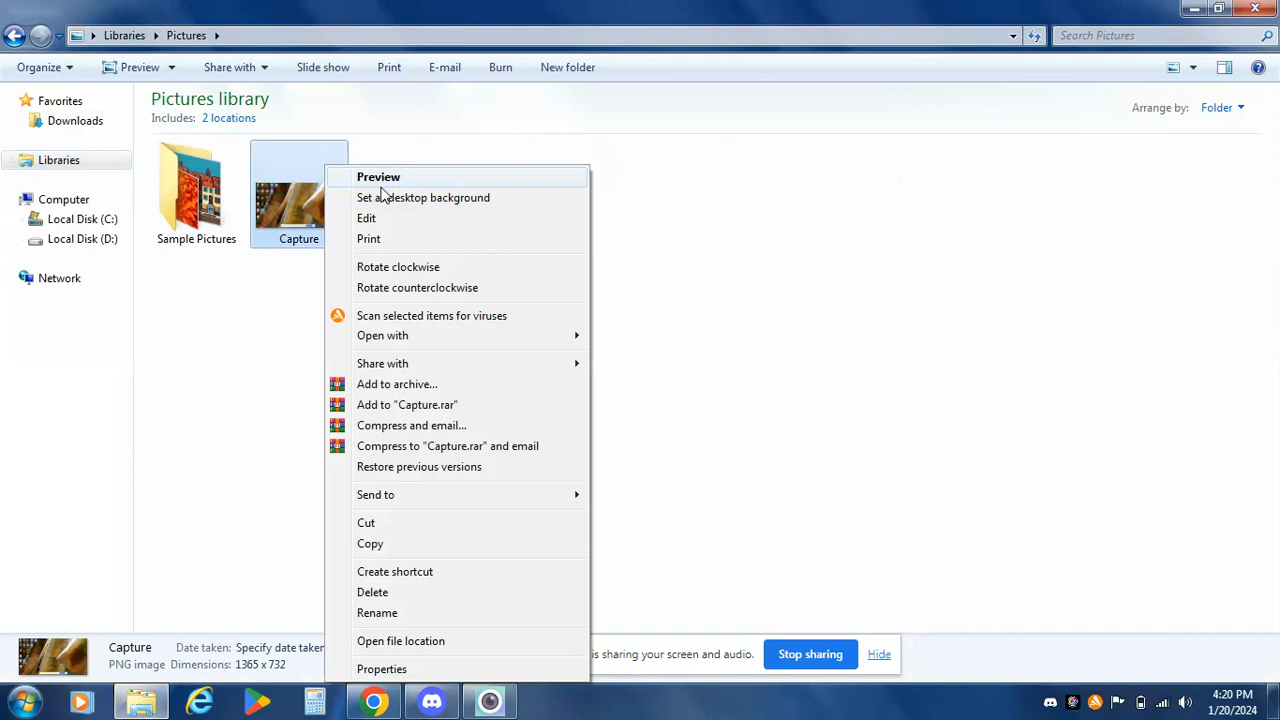 Libraries Pictures Search Pictures
Organize Preview Share with Slide show Print E-mail Burn New folder
Favorites
Downloads
Libraries
Computer
Local Disk (C:)
Local Disk (D:)
Network
Pictures library
Includes: 2 locations
Arrange by: Folder
Sample Pictures
Capture
Preview
Set as desktop background
Edit
Print
Rotate clockwise
Rotate counterclockwise
Scan selected items for viruses
Open with
Share with
Add to archive...
Add to "Capture.rar"
Compress and email...
Compress to "Capture.rar" and email
Restore previous versions
Send to
Cut
Copy
Create shortcut
Delete
Rename
Open file location
Properties
Capture Date taken: Specify date taken
PNG image Dimensions: 1365 x 732
is sharing your screen and audio. Stop sharing Hide
4:20 PM
1/20/2024